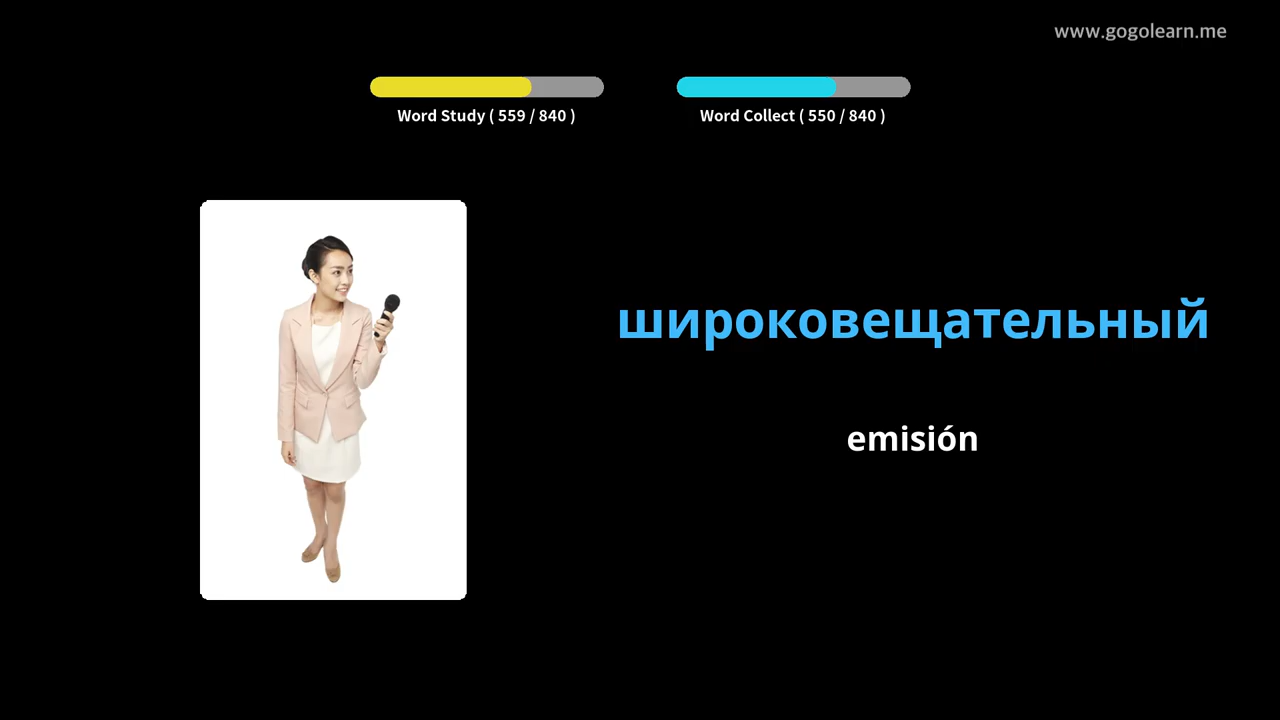 www.gogolearn.me
Word Study ( 559 / 840 )
Word Collect ( 550 / 840 )
широковещательный
emisión